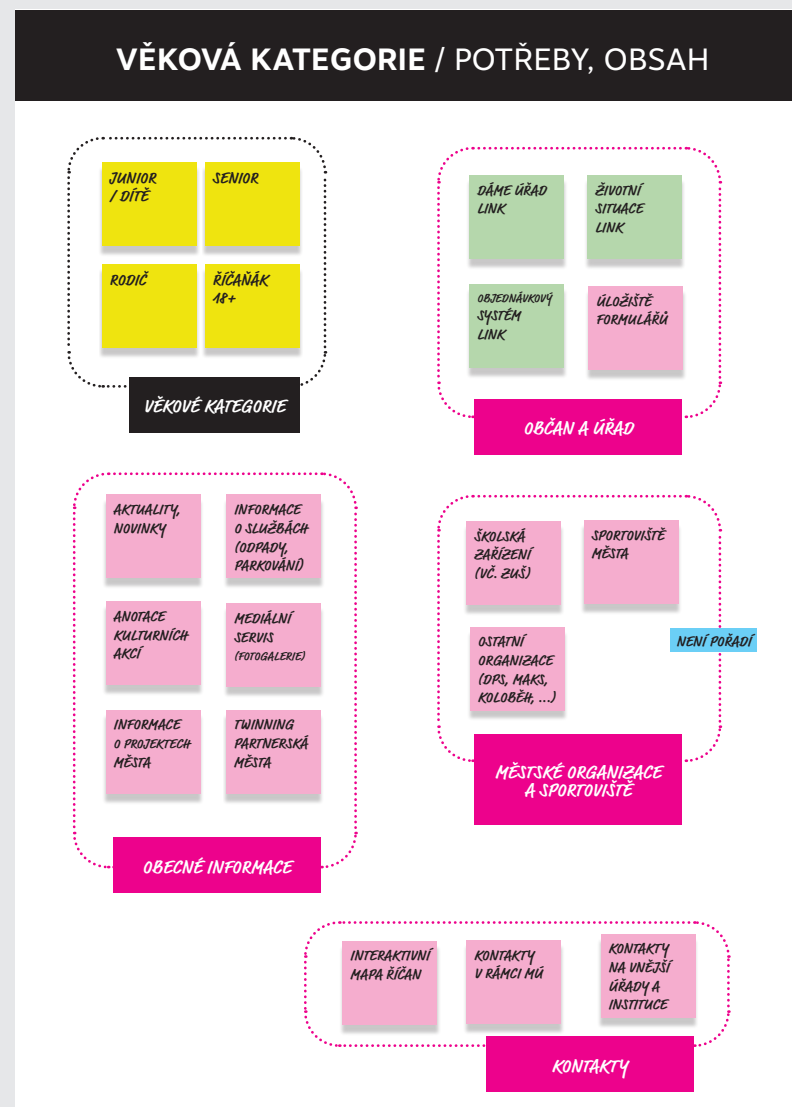 VĚKOVÁ KATEGORIE / POTŘEBY, OBSAH
JUNIOR
/ DÍTĚ
SENIOR
RODIČ
ŘÍČAŇÁK
18+
VĚKOVÉ KATEGORIE
DÁME ÚŘAD
LINK
ŽIVOTNÍ
SITUACE
LINK
OBJEDNÁVKOVÝ
SYSTÉM
LINK
ÚLOŽIŠTĚ
FORMULÁŘŮ
OBČAN A ÚŘAD
AKTUALITY,
NOVINKY
INFORMACE
O SLUŽBÁCH
(ODPADY,
PARKOVÁNÍ)
ANOTACE
KULTURNÍCH
AKCÍ
MEDIÁLNÍ
SERVIS
(FOTOGALERIE)
INFORMACE
O PROJEKTECH
MĚSTA
TWINNING
PARTNERSKÁ
MĚSTA
OBECNÉ INFORMACE
ŠKOLSKÁ
ZAŘÍZENÍ
(VČ. ZUŠ)
SPORTOVIŠTĚ
MĚSTA
OSTATNÍ
ORGANIZACE
(DPS, MAKS,
KOLOBĚH, ...)
NENÍ POŘADÍ
MĚSTSKÉ ORGANIZACE
A SPORTOVIŠTĚ
INTERAKTIVNÍ
MAPA ŘÍČAN
KONTAKTY
V RÁMCI MÚ
KONTAKTY
NA VNĚJŠÍ
ÚŘADY A
INSTITUCE
KONTAKTY